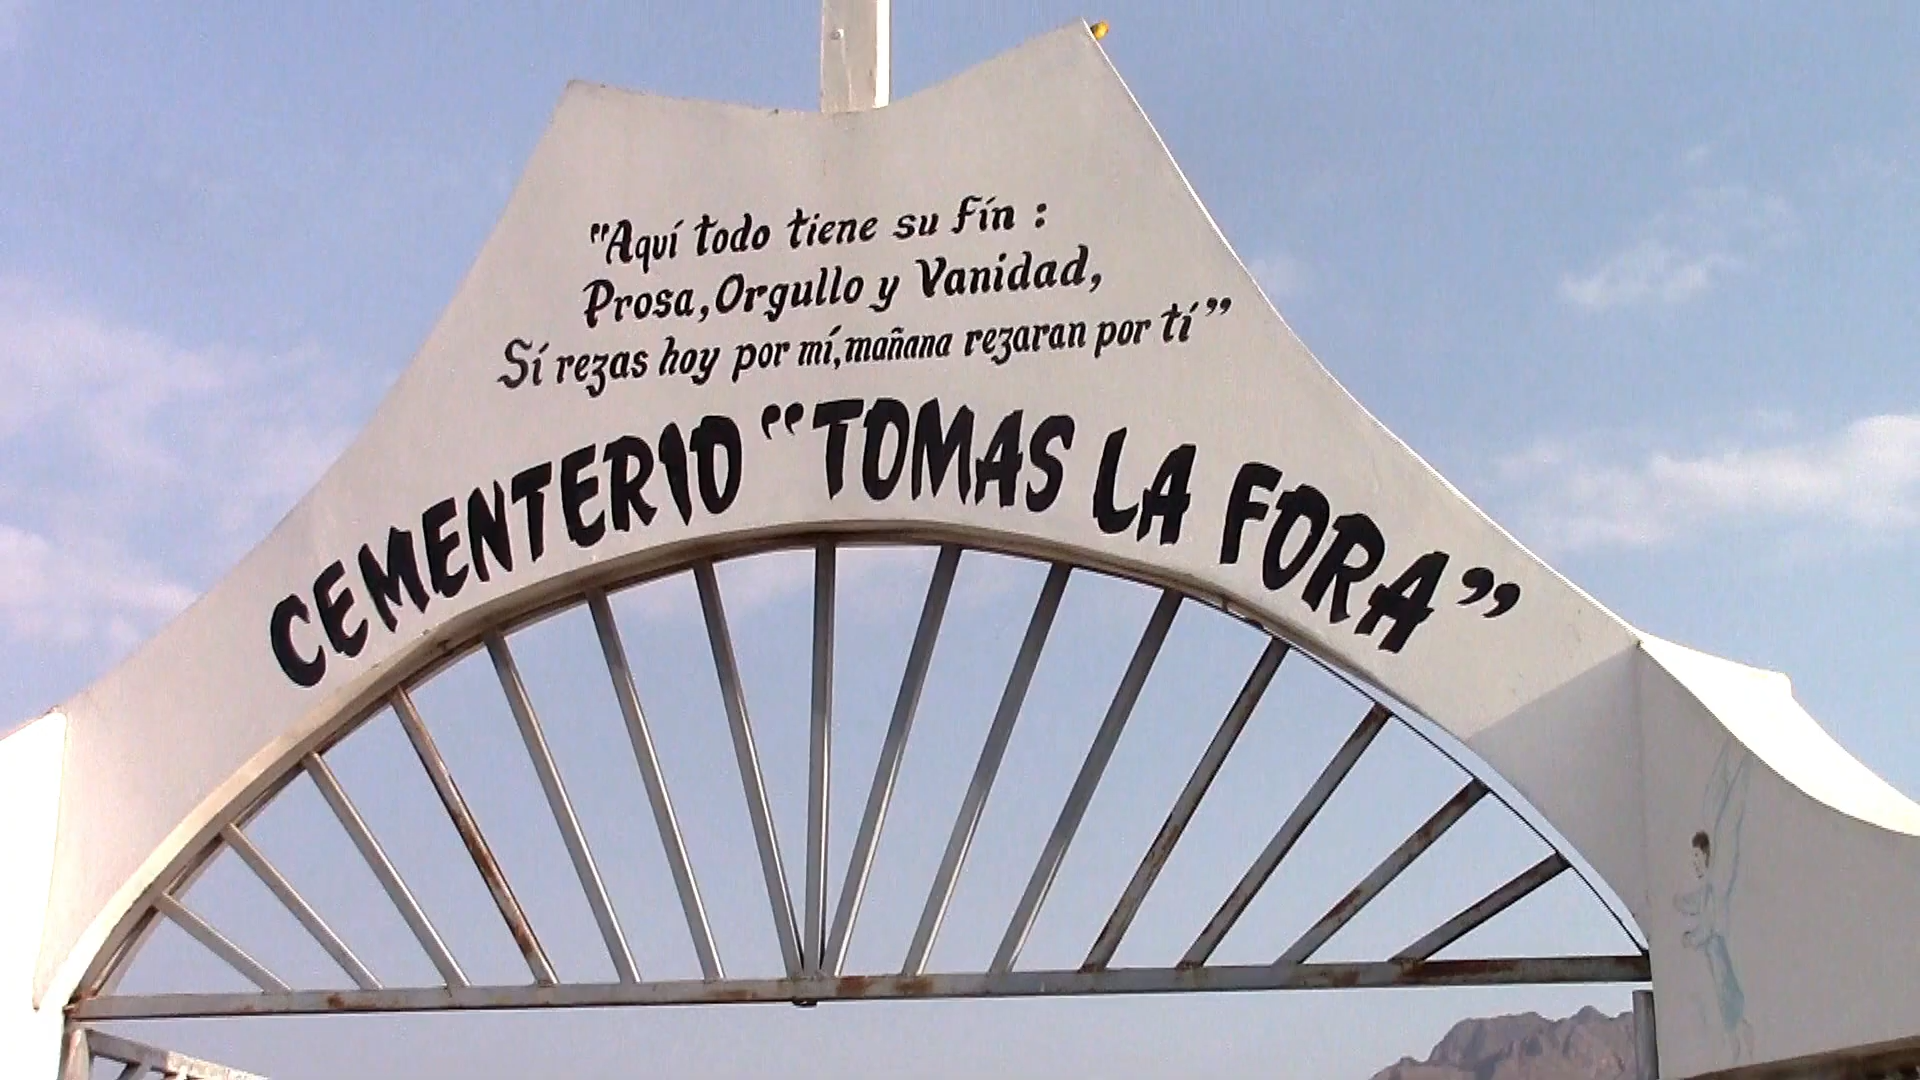 "Aquí todo tiene su Fín :
Prosa, Orgullo y Vanidad,
Sí rezas hoy por mí, mañana rezaran por tí"
CEMENTERIO "TOMAS LA FORA"